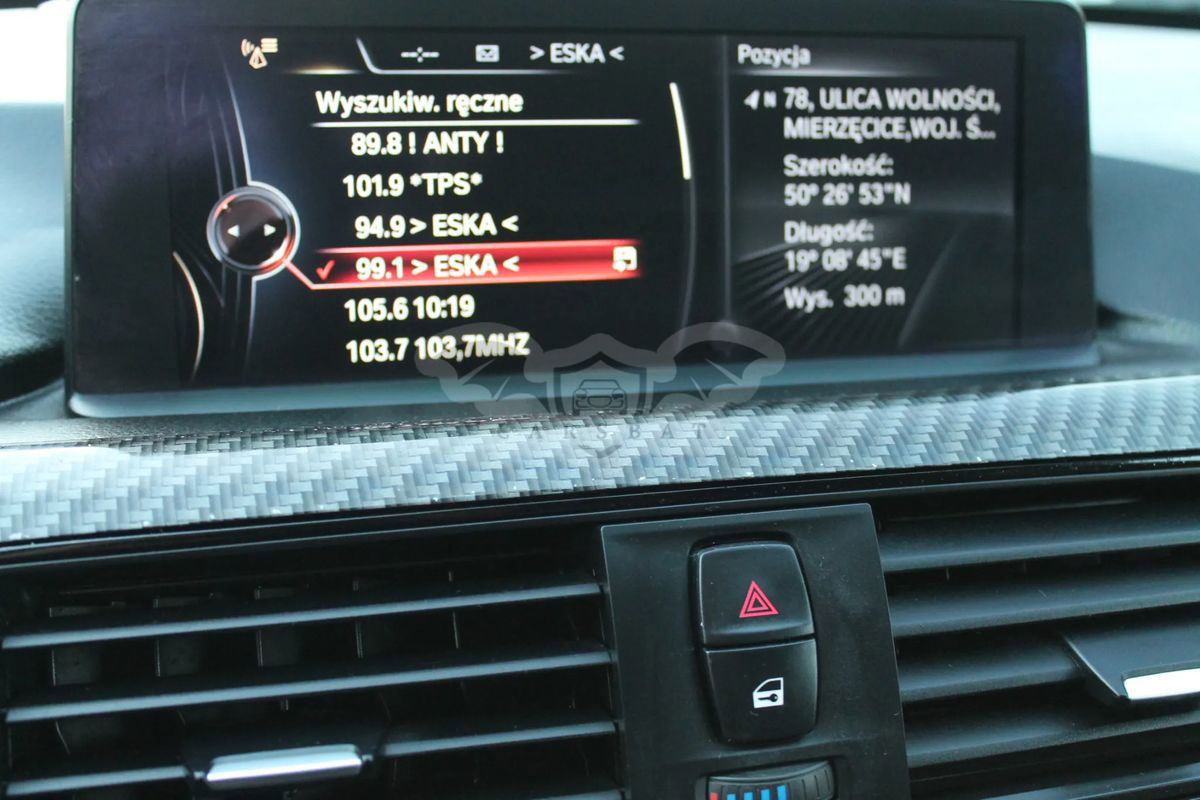 > ESKA <
Wyszukiw. ręczne
89.8 ! ANTY !
101.9 *TPS*
94.9 > ESKA <
99.1 > ESKA <
105.6 10:19
103.7 103,7MHZ
Pozycja
N 78, ULICA WOLNOŚCI,
MIERZĘCICE,WOJ. Ś...
Szerokość:
50° 26' 53"N
Długość:
19° 08' 45"E
Wys. 300 m
CARSBAT